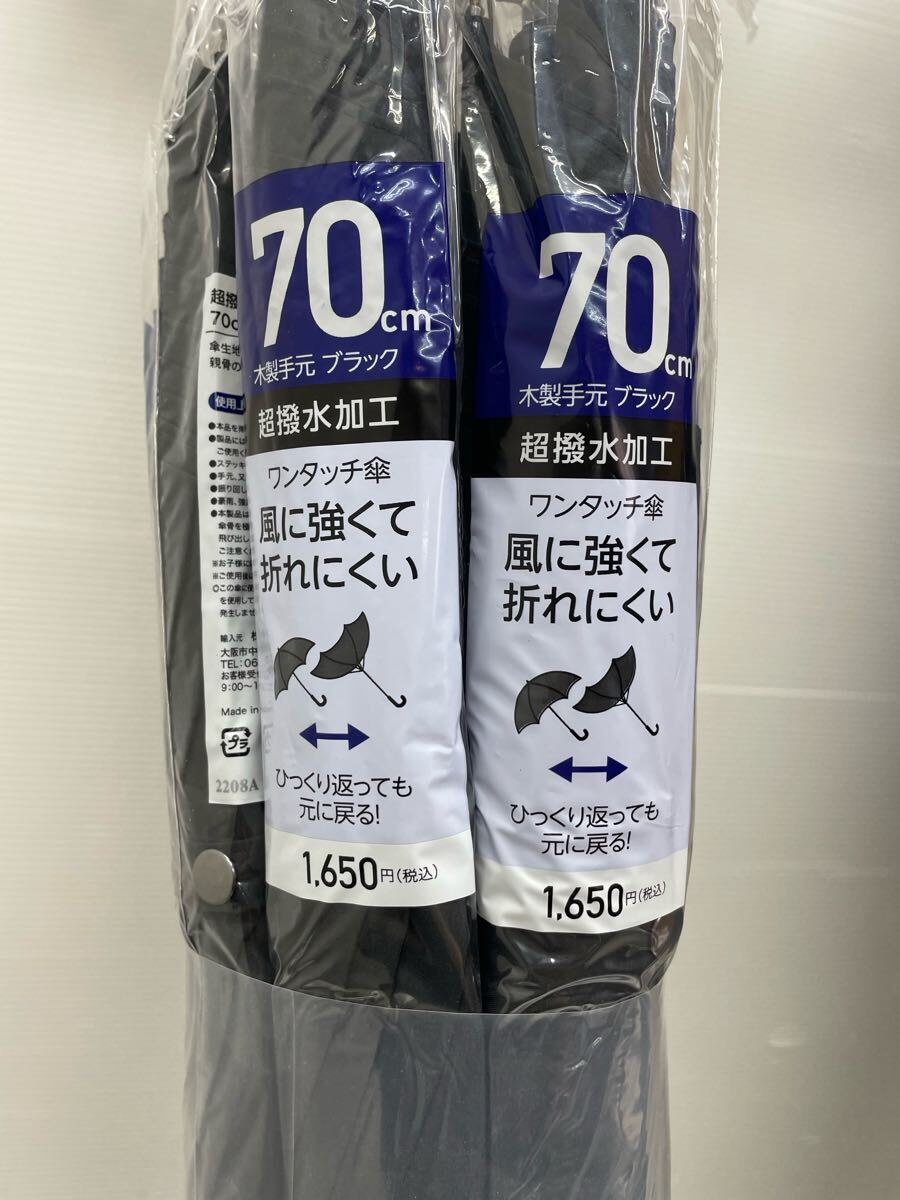 超撥
70c
傘生地
親骨の
使用
●本品を
●製品には
ご使用く
●ステッキ
●手元、又
●振り回し
●豪雨、強
●本製品は
傘骨を極
飛び出し
ご注意く
※お子様に
※ご使用後
◎この傘に使
を使用して
発生しませ
輸入元 株
大阪市中
TEL:06
お客様受
9:00〜1
Made in
プラ
2208A
70cm
木製手元 ブラック
超撥水加工
ワンタッチ傘
風に強くて
折れにくい
ひっくり返っても
元に戻る!
1,650円(税込)
70cm
木製手元 ブラック
超撥水加工
ワンタッチ傘
風に強くて
折れにくい
ひっくり返っても
元に戻る!
1,650円(税込)